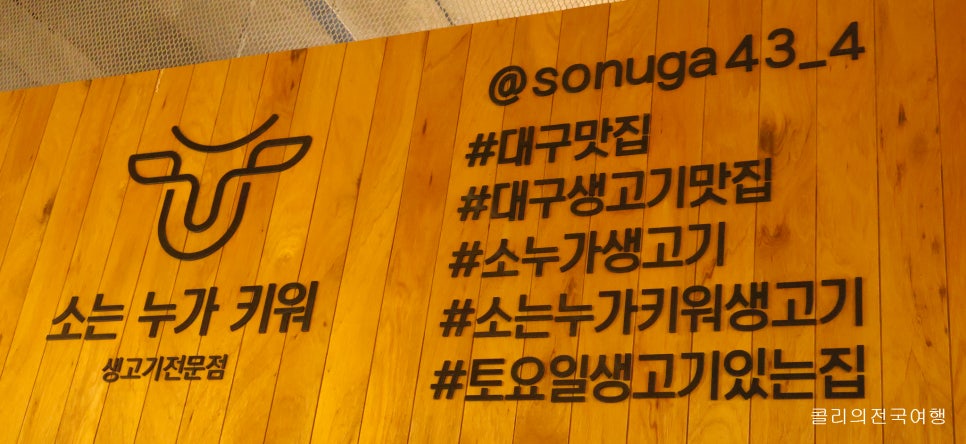 소는 누가 키워
생고기전문점
@sonuga43_4
#대구맛집
#대구생고기맛집
#소누가생고기
#소는누가키워생고기
#토요일생고기있는집
콜리의전국여행